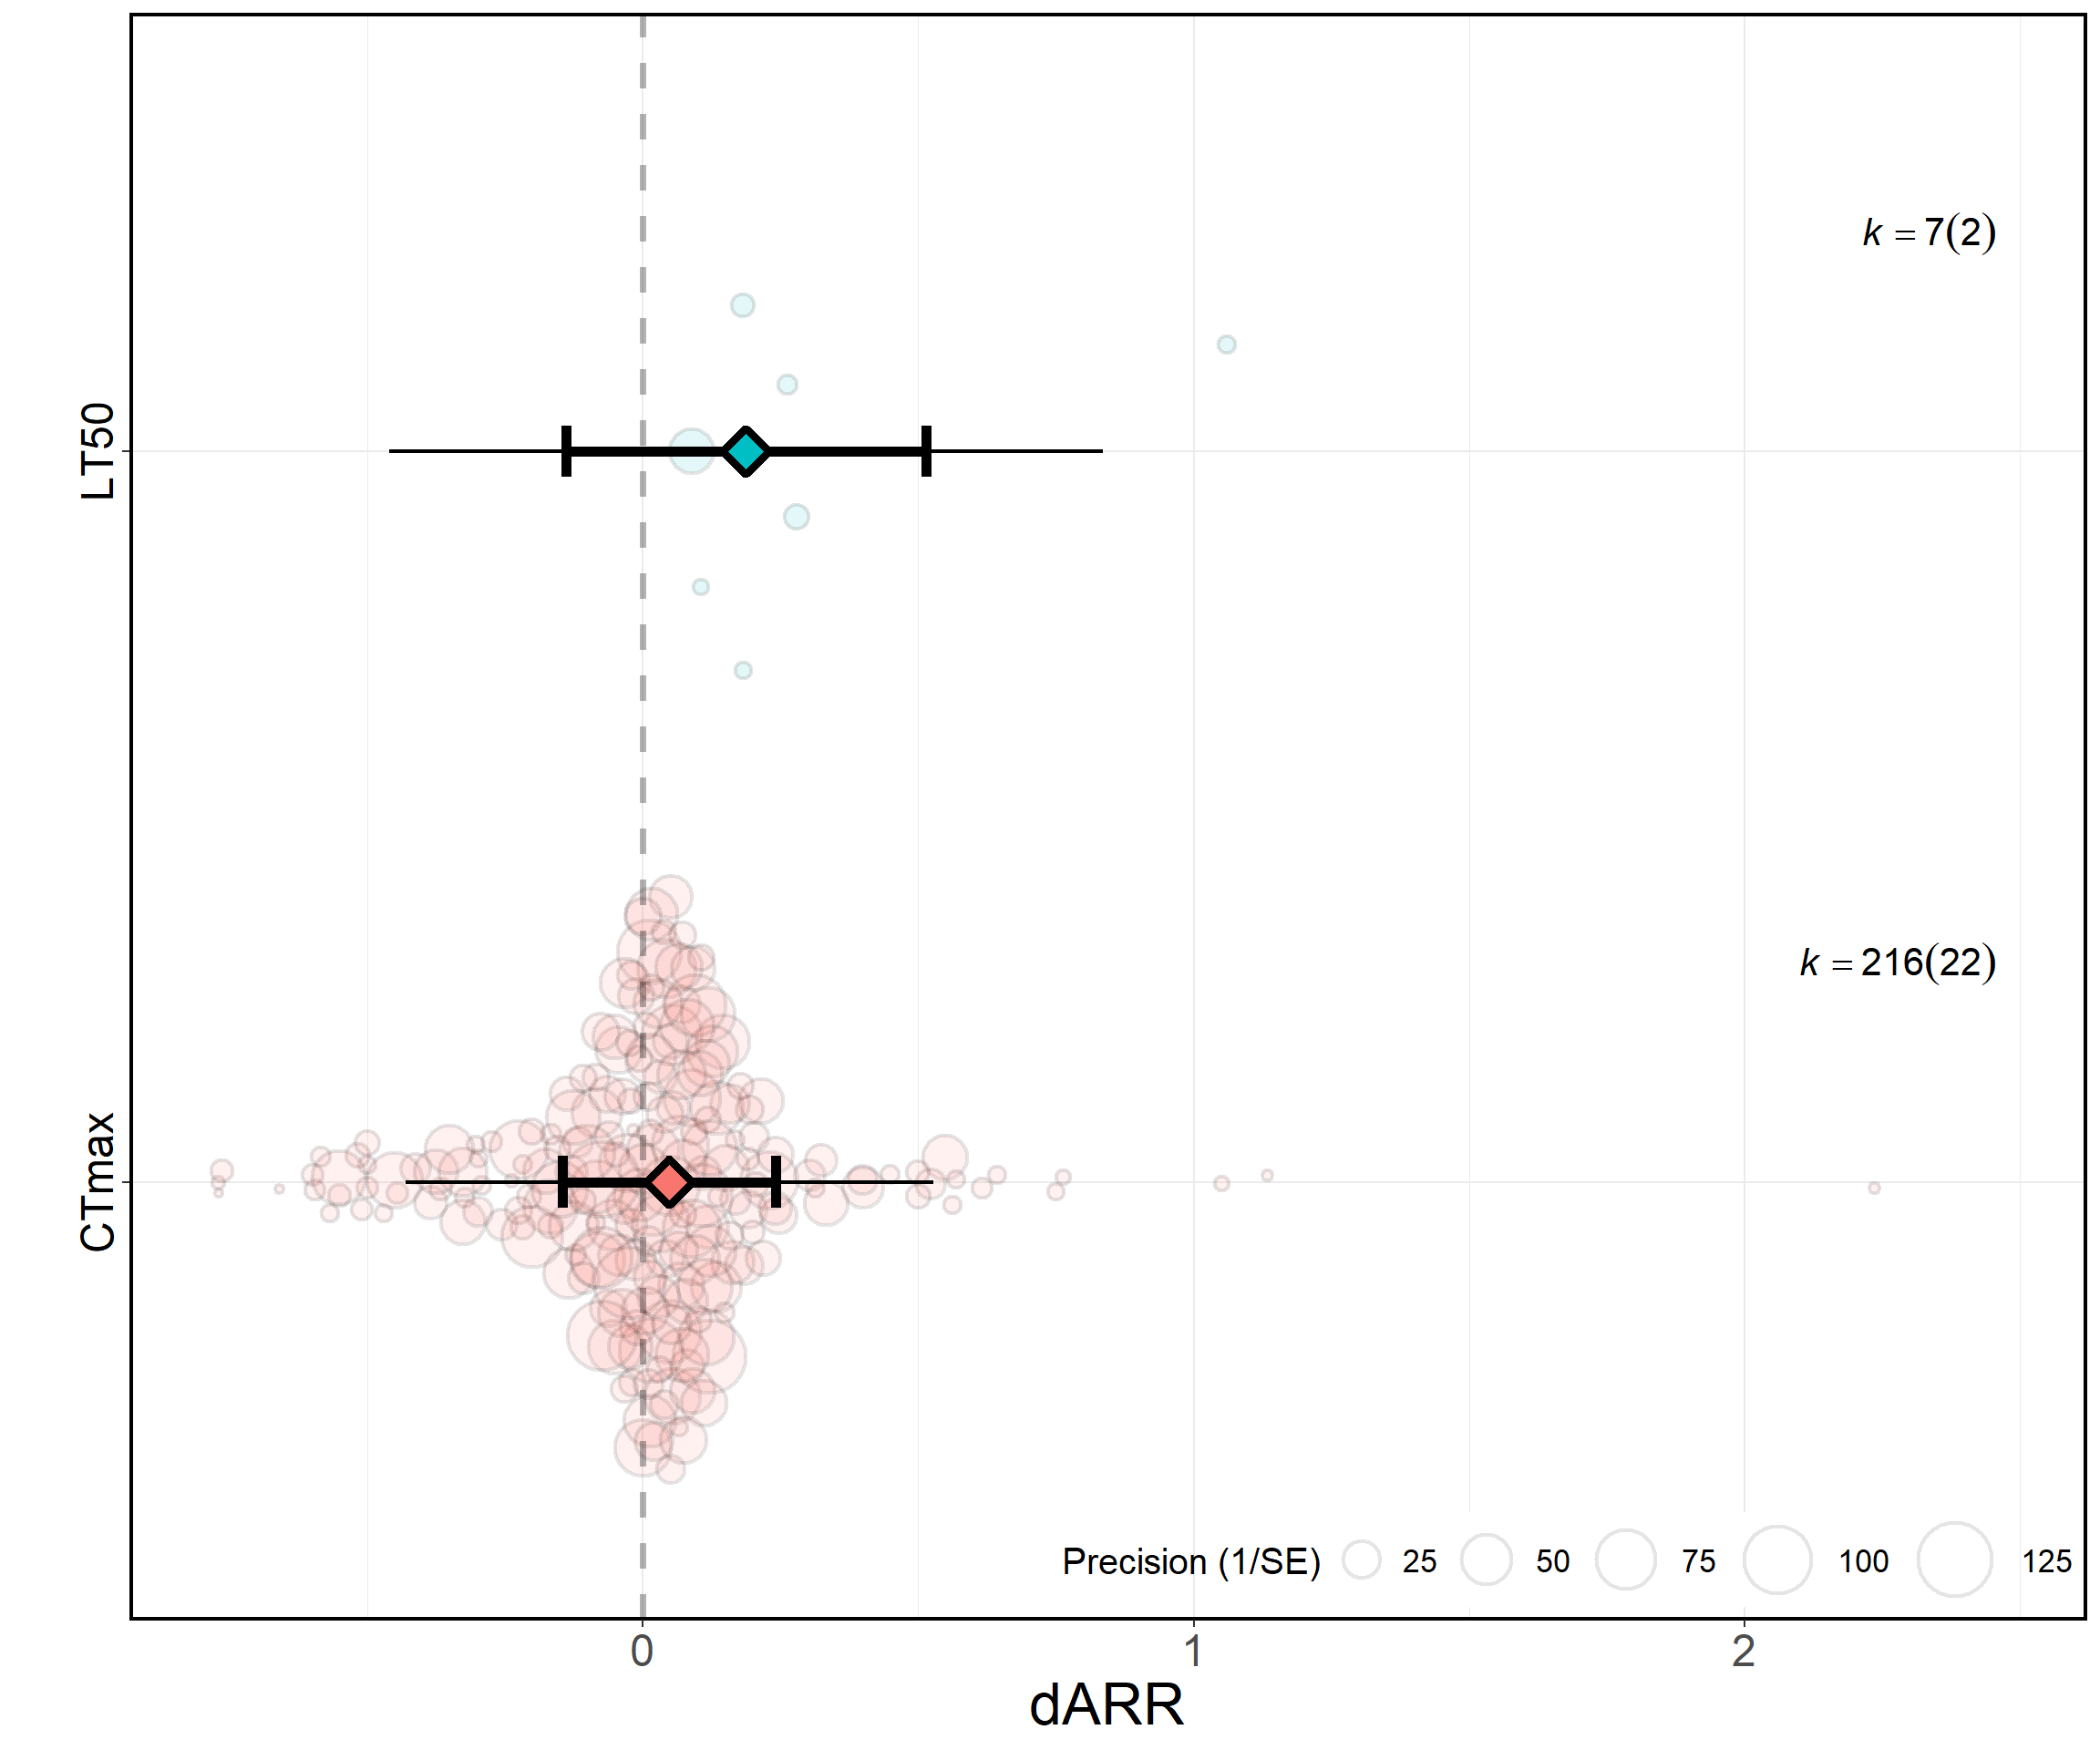 LT50
k = 7(2)
CTmax
k = 216(22)
Precision (1/SE) 25 50 75 100 125
0 1 2
dARR